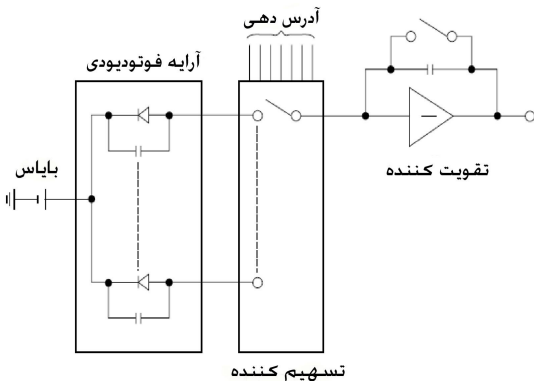 آدرس دهی
آرایه فوتودیودی
بایاس
تقویت کننده
تسهیم کننده